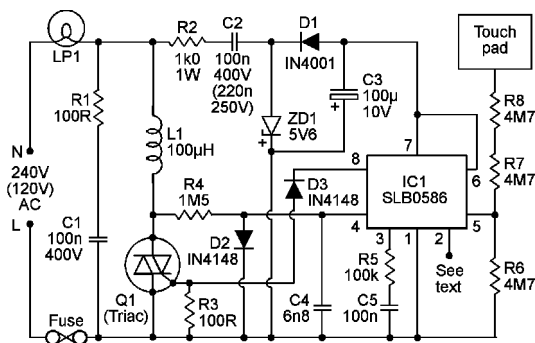 LP1
R2
1k0
1W
C2
100n
400V
(220n
250V)
D1
IN4001
Touch
pad
R1
100R
L1
100µH
ZD1
5V6
+
C3
100µ
10V
+
R8
4M7
7
8
D3
IN4148
IC1
SLB0586
6
R7
4M7
N
240V
(120V)
AC
L
R4
1M5
4
5
3
1
2
C1
100n
400V
D2
IN4148
R5
100k
See
text
R6
4M7
Q1
(Triac)
R3
100R
C4
6n8
C5
100n
Fuse